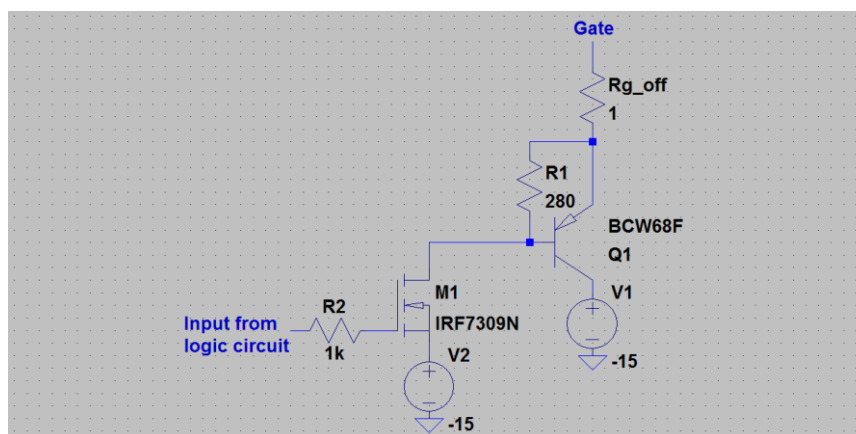 Gate
Rg_off
1
R1
280
BCW68F
Q1
M1
V1
R2
IRF7309N
Input from
logic circuit
1k
V2
-15
-15